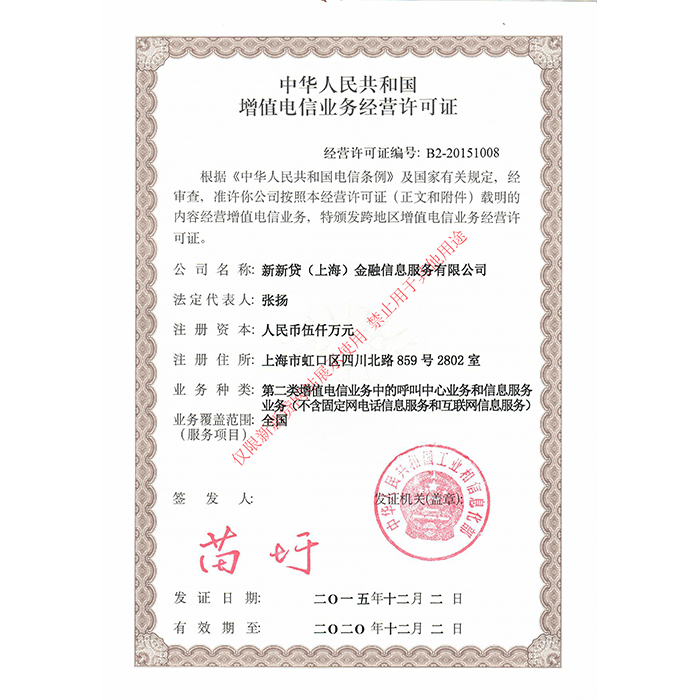 中华人民共和国
增值电信业务经营许可证
经营许可证编号: B2-20151008
根据《中华人民共和国电信条例》及国家有关规定，经
审查，准许你公司按照本经营许可证（正文和附件）载明的
内容经营增值电信业务，特颁发跨地区增值电信业务经营许
可证。
公司名称: 新新贷（上海）金融信息服务有限公司
法定代表人: 张扬
注册资本: 人民币伍仟万元
注册住所: 上海市虹口区四川北路 859 号 2802 室
业务种类: 第二类增值电信业务中的呼叫中心业务和信息服务
业务（不含固定网电话信息服务和互联网信息服务）
业务覆盖范围: 全国
（服务项目）
仅限新新贷网站展示使用 禁止用于其他用途
签发人:
发证机关(盖章):
中华人民共和国工业和信息化部
苗圩
发证日期: 二〇一五年十二月 二 日
有效期至: 二〇二〇 年十二月 二 日